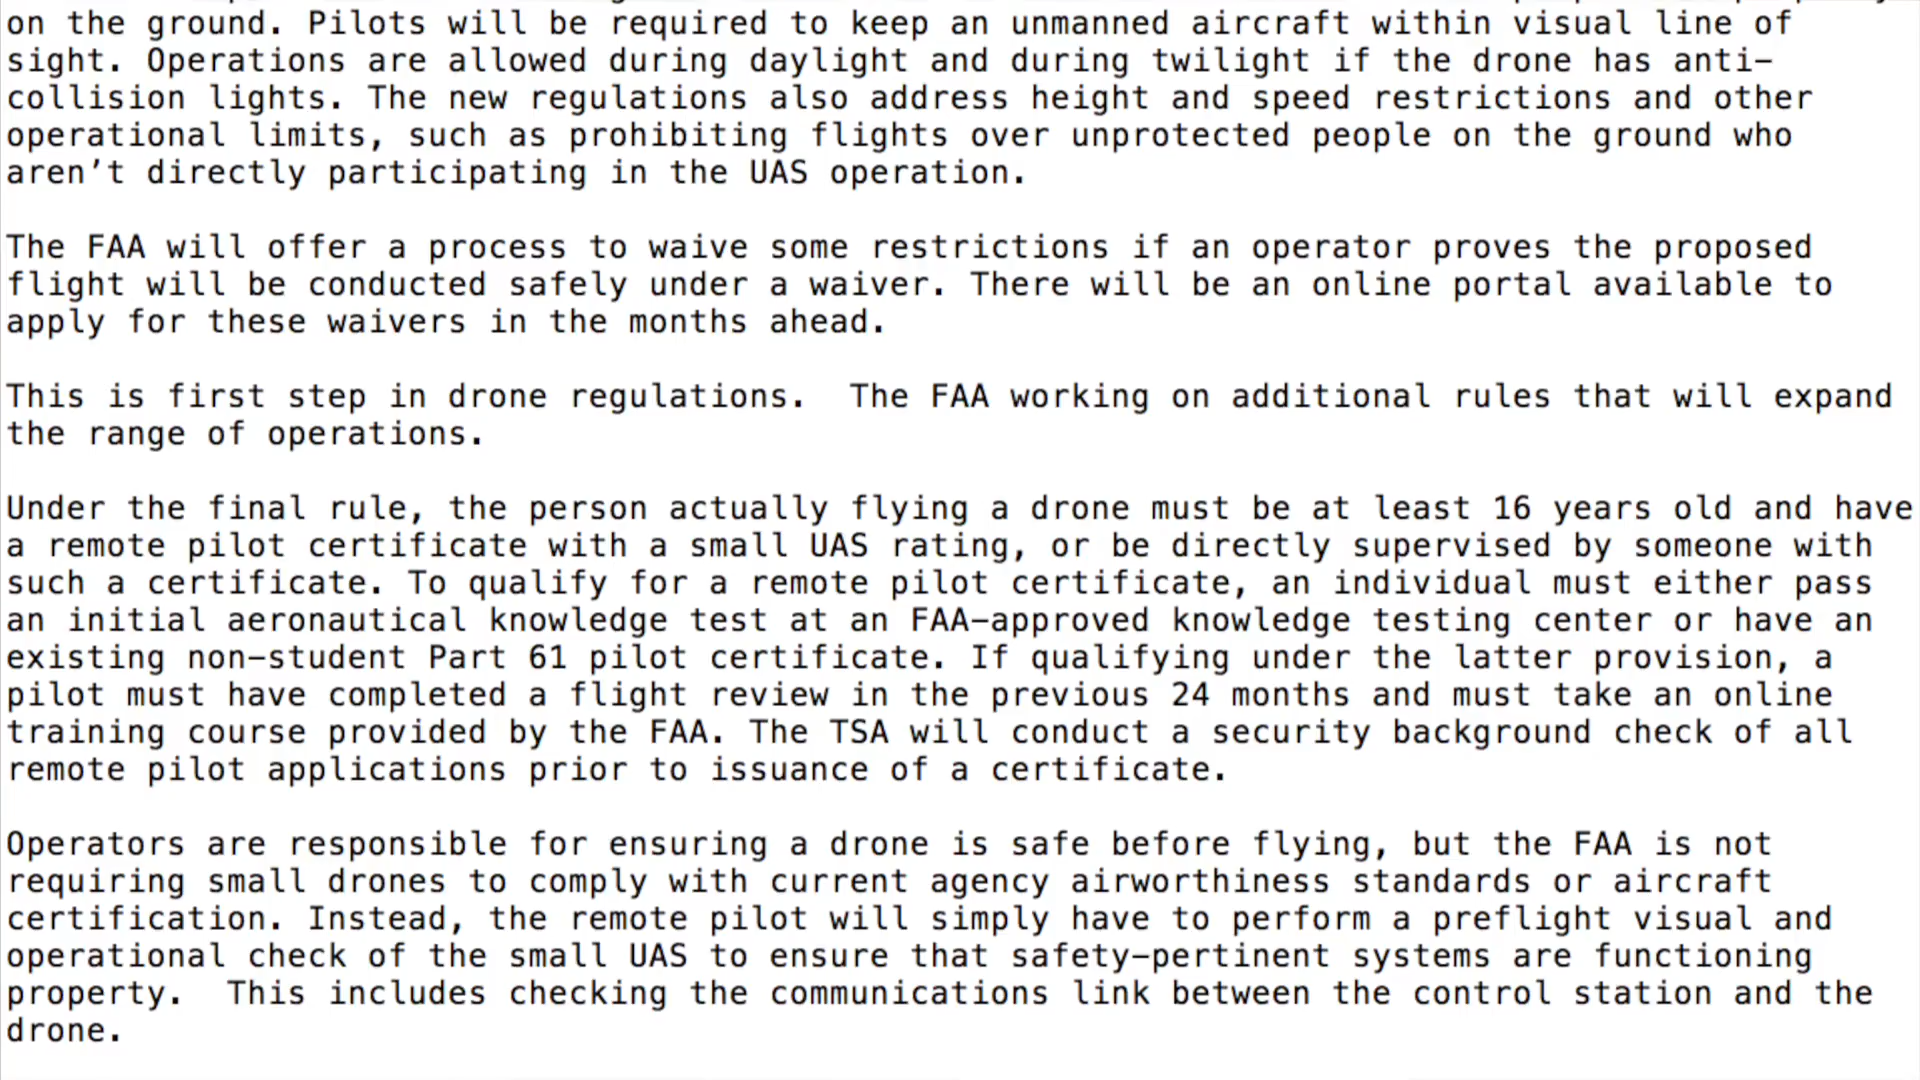 on the ground. Pilots will be required to keep an unmanned aircraft within visual line of
sight. Operations are allowed during daylight and during twilight if the drone has anti-
collision lights. The new regulations also address height and speed restrictions and other
operational limits, such as prohibiting flights over unprotected people on the ground who
aren’t directly participating in the UAS operation.

The FAA will offer a process to waive some restrictions if an operator proves the proposed
flight will be conducted safely under a waiver. There will be an online portal available to
apply for these waivers in the months ahead.

This is first step in drone regulations.  The FAA working on additional rules that will expand
the range of operations.

Under the final rule, the person actually flying a drone must be at least 16 years old and have
a remote pilot certificate with a small UAS rating, or be directly supervised by someone with
such a certificate. To qualify for a remote pilot certificate, an individual must either pass
an initial aeronautical knowledge test at an FAA-approved knowledge testing center or have an
existing non-student Part 61 pilot certificate. If qualifying under the latter provision, a
pilot must have completed a flight review in the previous 24 months and must take an online
training course provided by the FAA. The TSA will conduct a security background check of all
remote pilot applications prior to issuance of a certificate.

Operators are responsible for ensuring a drone is safe before flying, but the FAA is not
requiring small drones to comply with current agency airworthiness standards or aircraft
certification. Instead, the remote pilot will simply have to perform a preflight visual and
operational check of the small UAS to ensure that safety-pertinent systems are functioning
property.  This includes checking the communications link between the control station and the
drone.